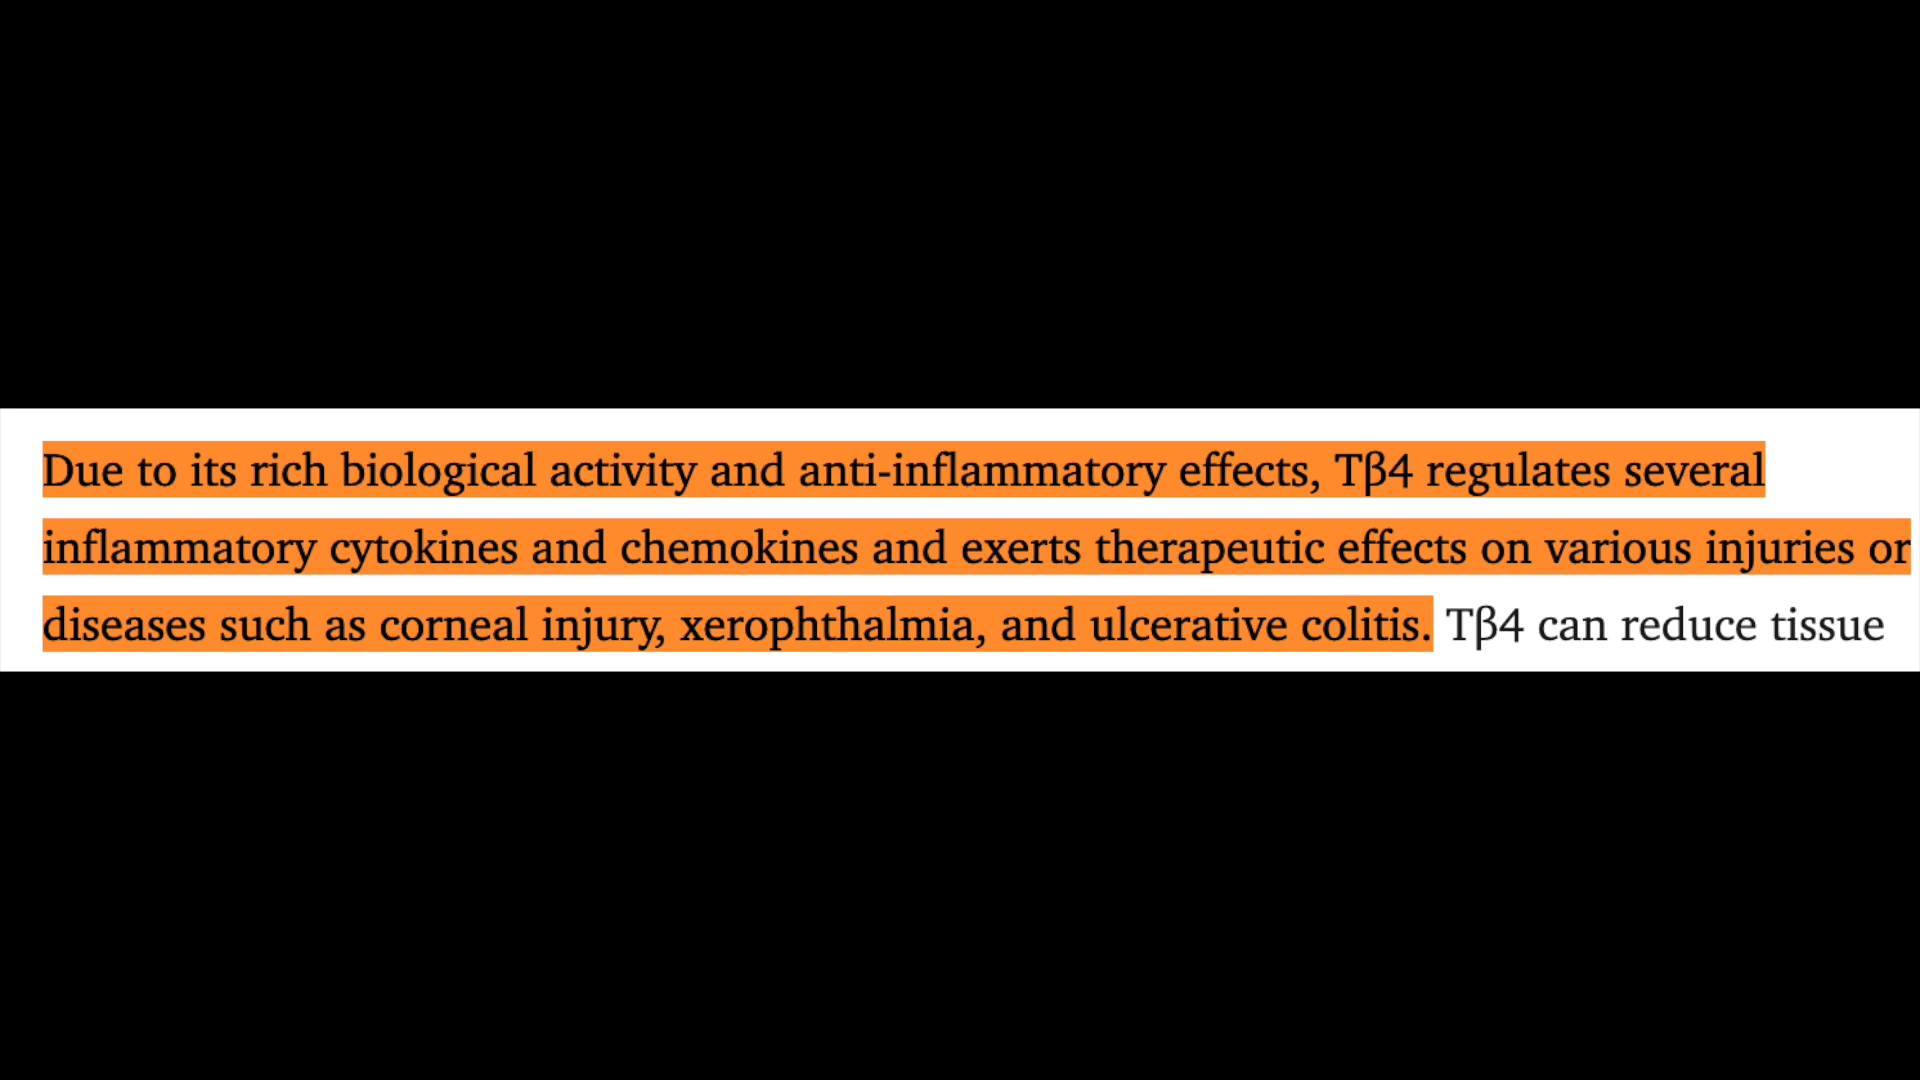 Due to its rich biological activity and anti-inflammatory effects, Tβ4 regulates several
inflammatory cytokines and chemokines and exerts therapeutic effects on various injuries or
diseases such as corneal injury, xerophthalmia, and ulcerative colitis. Tβ4 can reduce tissue